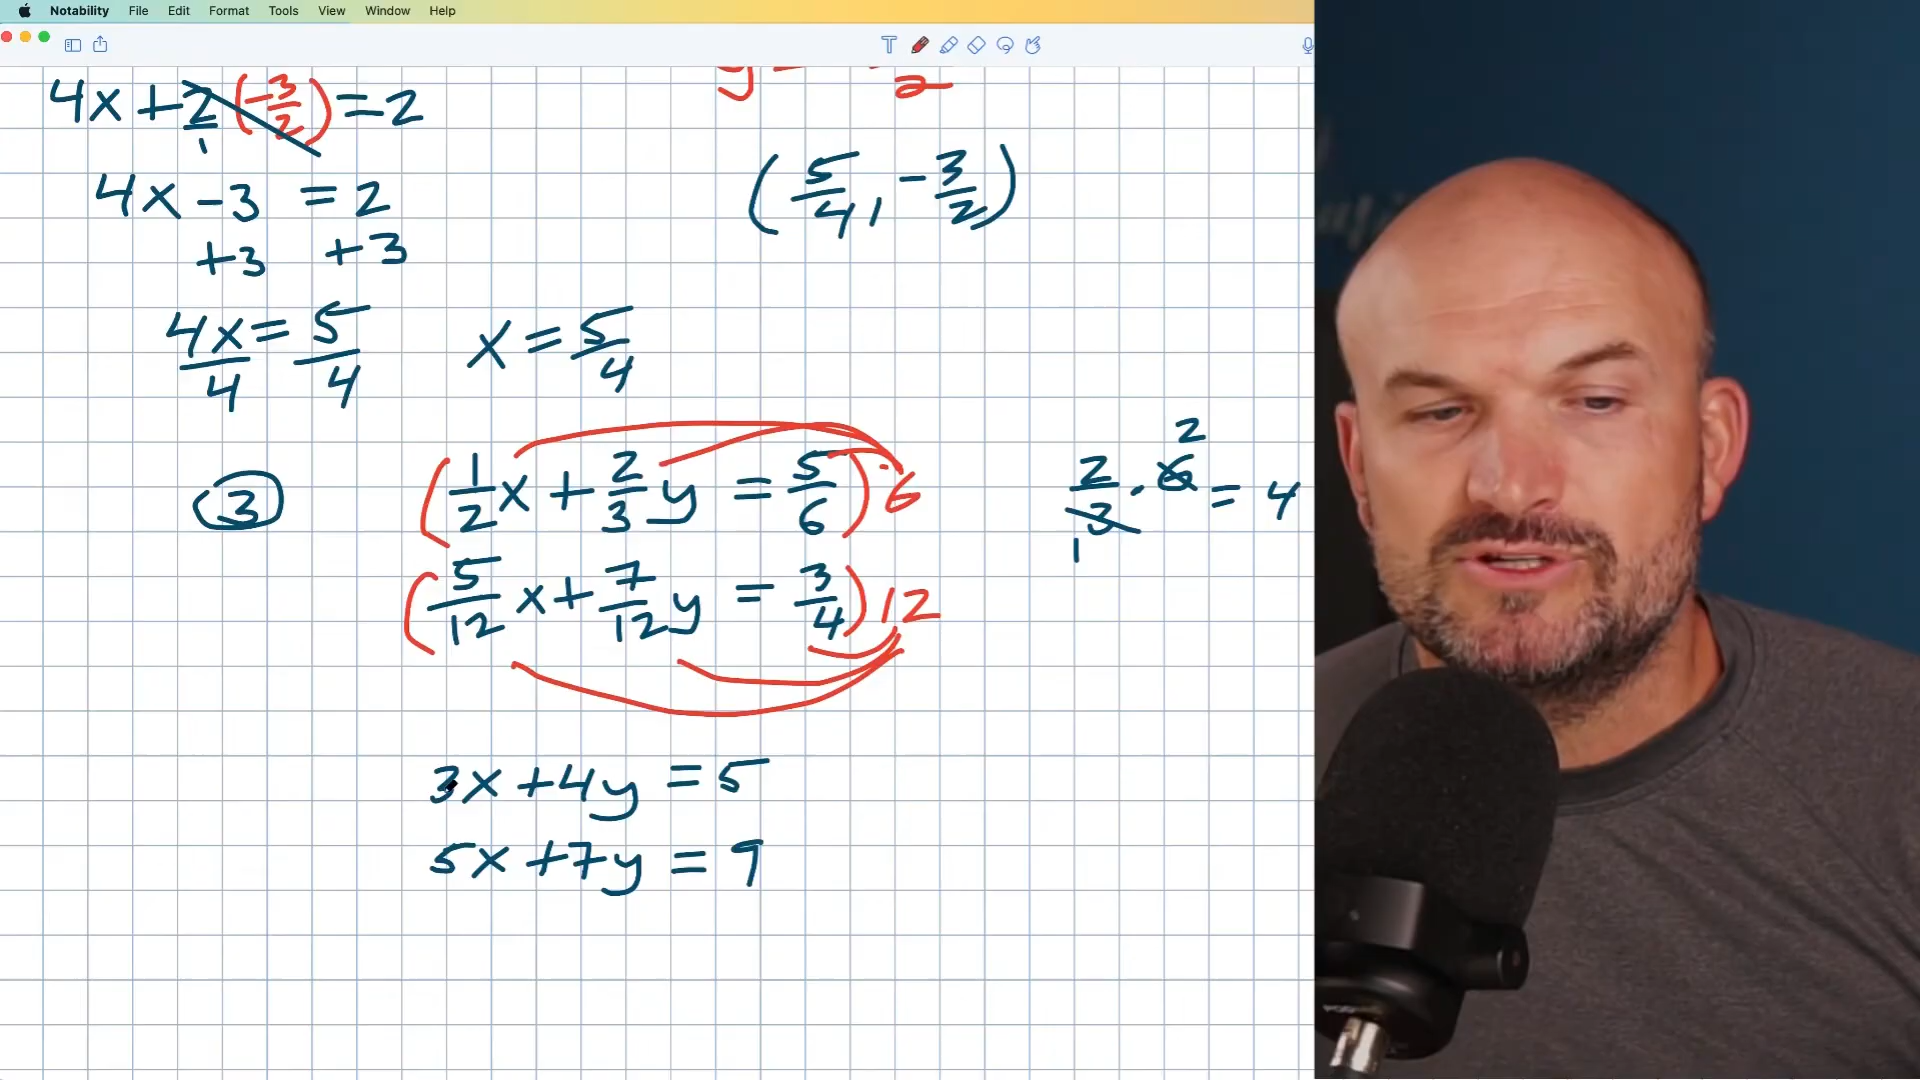 Notability File Edit Format Tools View Window Help
T
4x + 2/1 (-3/2) = 2
4x - 3 = 2
+3 +3
4x/4 = 5/4
x = 5/4
2
(5/4, -3/2)
③
(1/2x + 2/3y = 5/6) 6
(5/12x + 7/12y = 3/4) 12
2/3 · 6 = 4
2
1
3x + 4y = 5
5x + 7y = 9